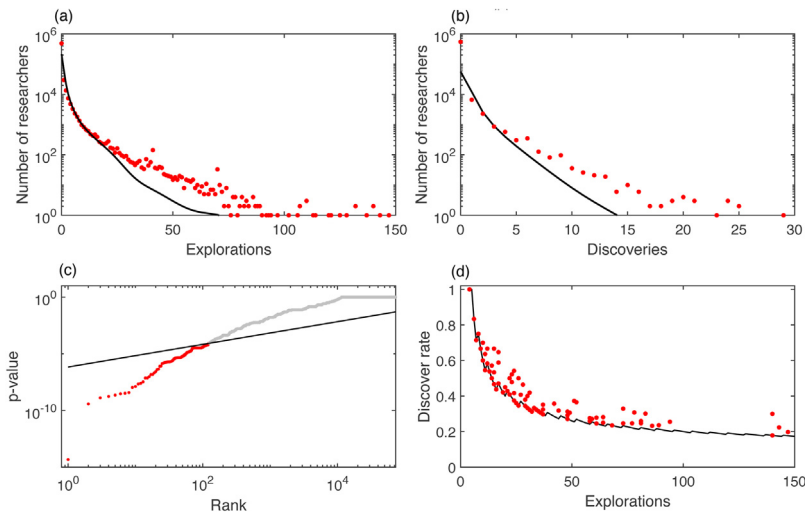 (a)
10^6
10^4
10^2
10^0
Number of researchers
0 50 100 150
Explorations
(b)
10^6
10^4
10^2
10^0
Number of researchers
0 5 10 15 20 25 30
Discoveries
(c)
10^0
10^-10
p-value
10^0 10^2 10^4
Rank
(d)
1
0.8
0.6
0.4
0.2
0
Discover rate
0 50 100 150
Explorations